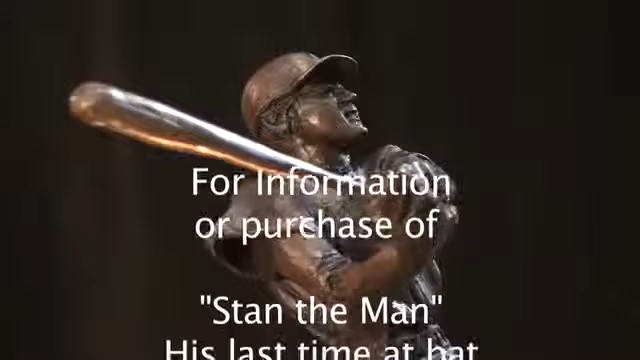 For Information
or purchase of
"Stan the Man"
His last time at bat